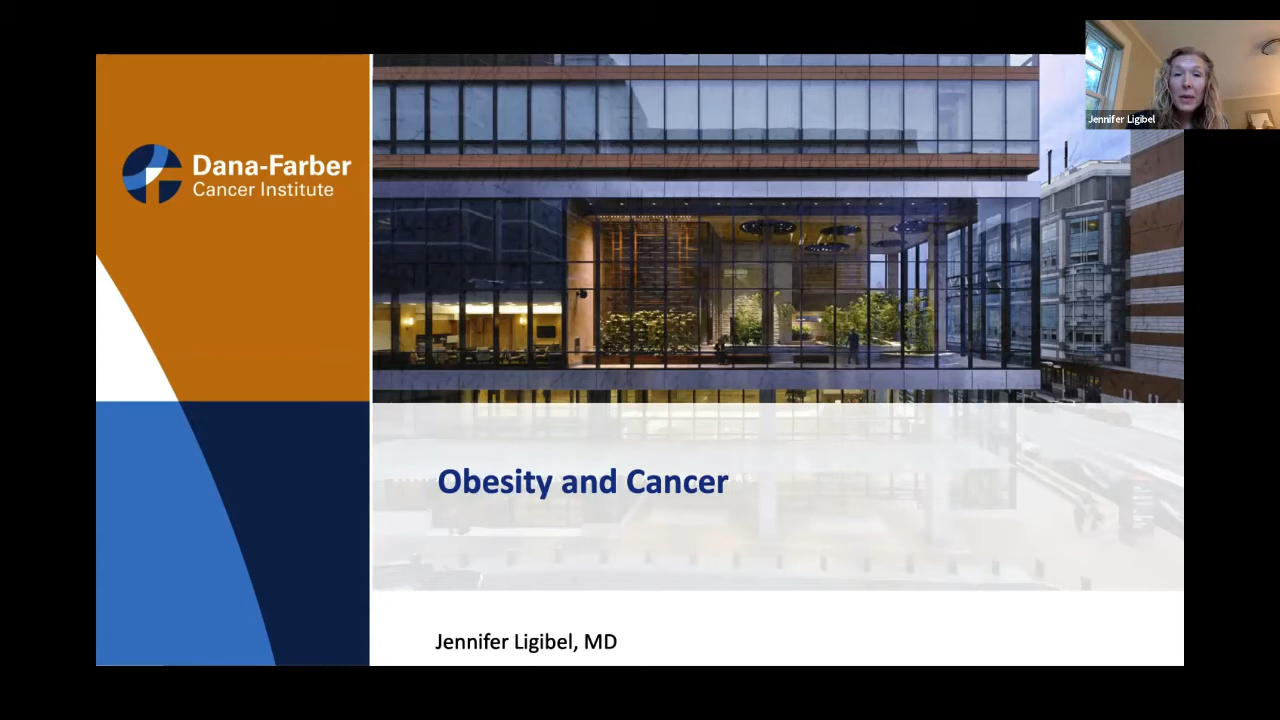 Jennifer Ligibel
Dana-Farber
Cancer Institute
Obesity and Cancer
Jennifer Ligibel, MD